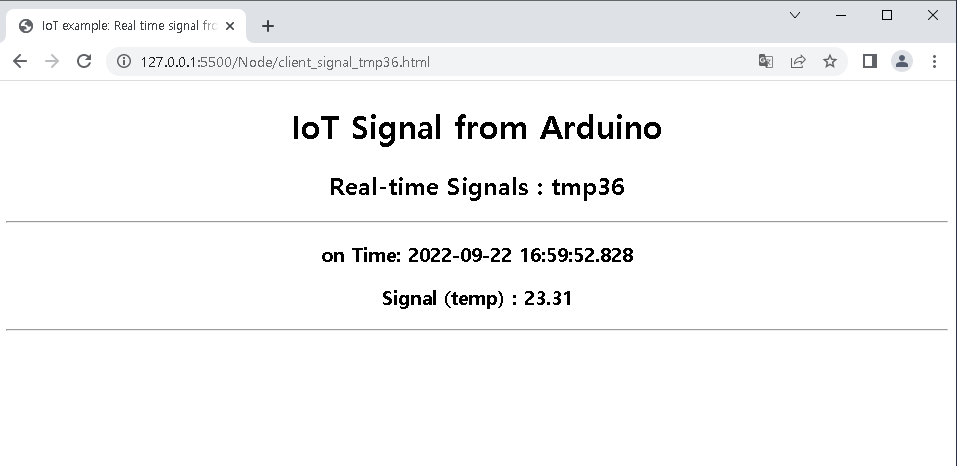 IoT example: Real time signal fro
127.0.0.1:5500/Node/client_signal_tmp36.html
IoT Signal from Arduino
Real-time Signals : tmp36
on Time: 2022-09-22 16:59:52.828
Signal (temp) : 23.31